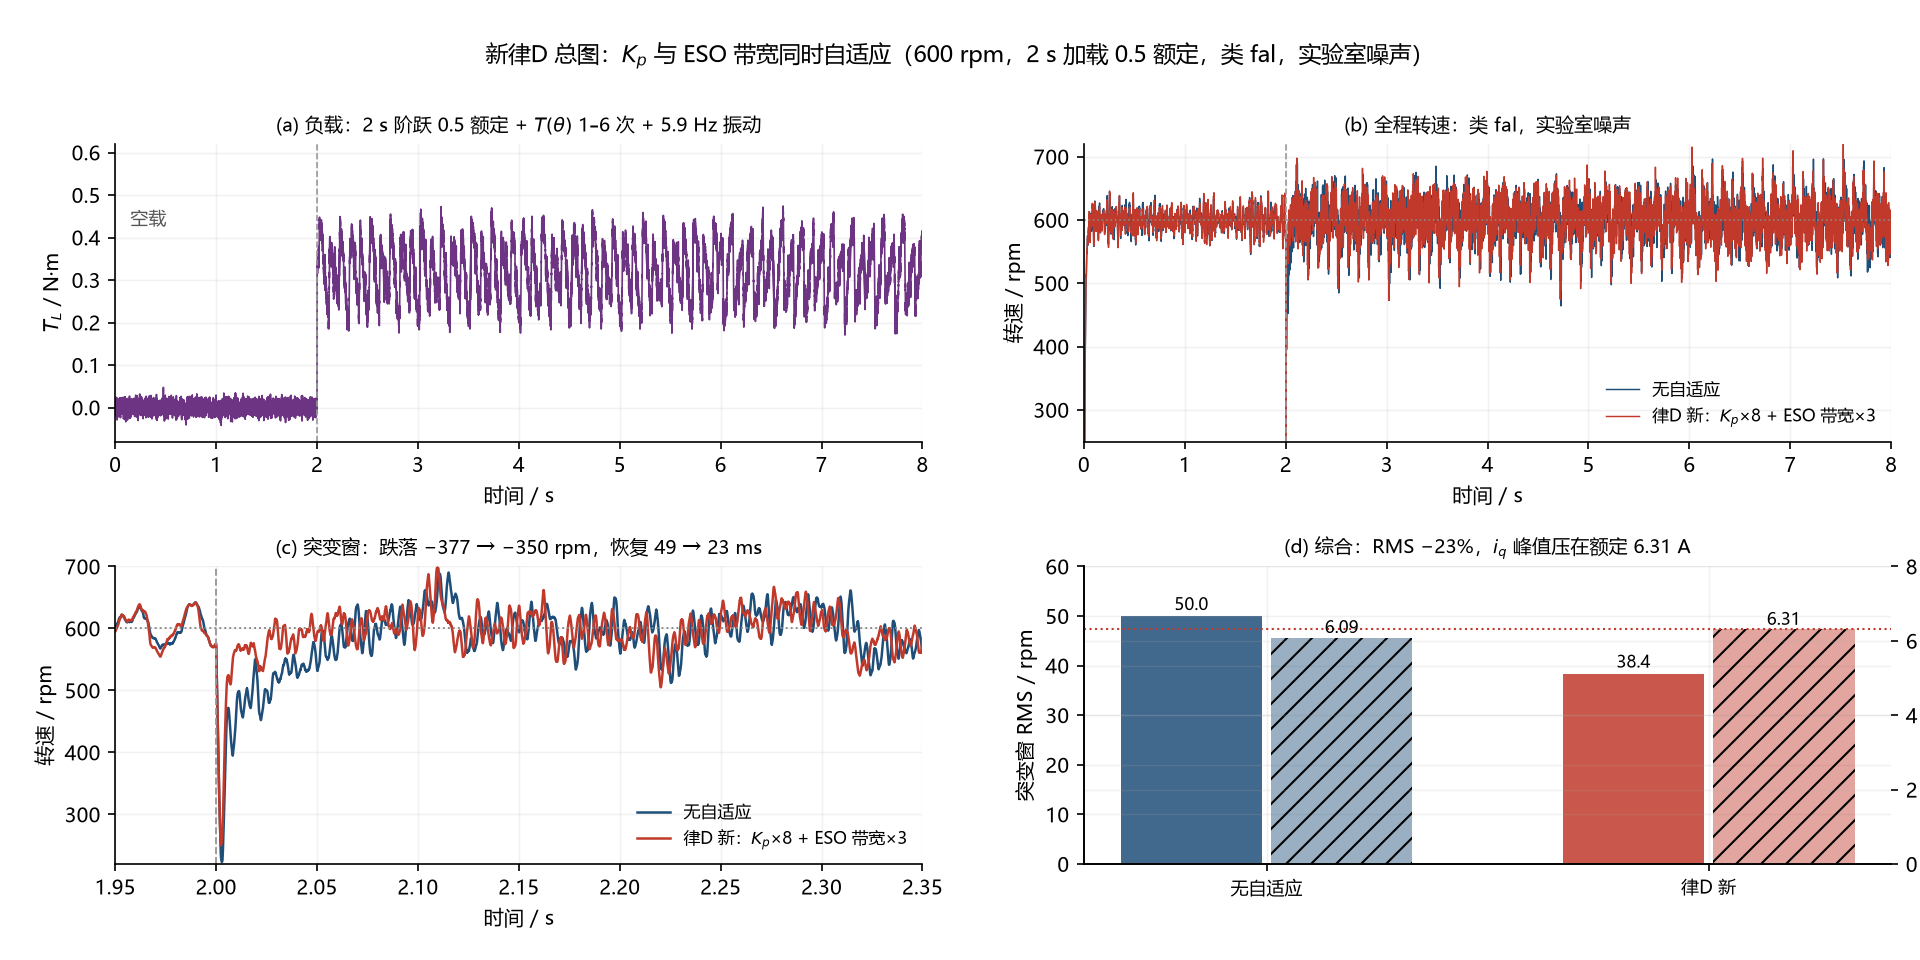 新律D 总图：Kp 与 ESO 带宽同时自适应（600 rpm，2 s 加载 0.5 额定，类 fal，实验室噪声）
(a) 负载：2 s 阶跃 0.5 额定 + T(θ) 1–6 次 + 5.9 Hz 振动
0.6
0.5
0.4
0.3
0.2
0.1
0.0
TL / N·m
空载
0 1 2 3 4 5 6 7 8
时间 / s
(b) 全程转速：类 fal，实验室噪声
700
600
500
400
300
转速 / rpm
无自适应
律D 新：Kp×8 + ESO 带宽×3
0 1 2 3 4 5 6 7 8
时间 / s
(c) 突变窗：跌落 −377 → −350 rpm，恢复 49 → 23 ms
700
600
500
400
300
转速 / rpm
无自适应
律D 新：Kp×8 + ESO 带宽×3
1.95 2.00 2.05 2.10 2.15 2.20 2.25 2.30 2.35
时间 / s
(d) 综合：RMS −23%，iq 峰值压在额定 6.31 A
60
50
40
30
20
10
0
突变窗 RMS / rpm
50.0
6.09
38.4
6.31
8
6
4
2
0
无自适应
律D 新